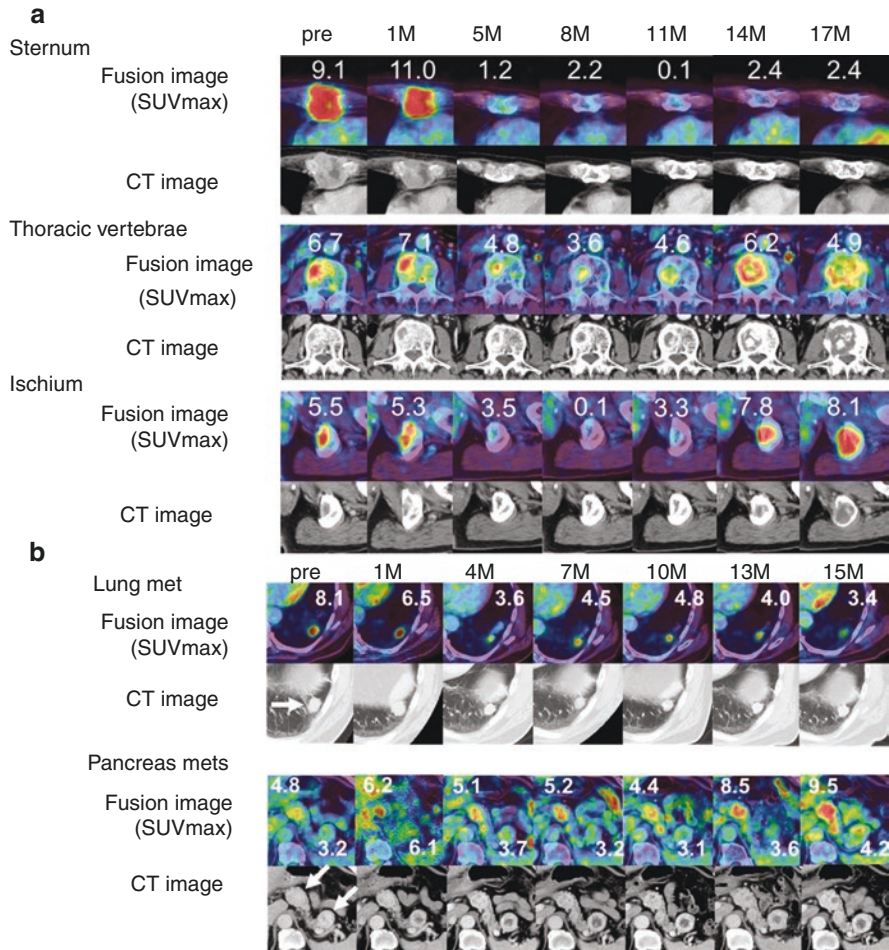 a
pre 1M 5M 8M 11M 14M 17M
Sternum
Fusion image
(SUVmax)
9.1 11.0 1.2 2.2 0.1 2.4 2.4
CT image
Thoracic vertebrae
Fusion image
(SUVmax)
6.7 7.1 4.8 3.6 4.6 6.2 4.9
CT image
Ischium
Fusion image
(SUVmax)
5.5 5.3 3.5 0.1 3.3 7.8 8.1
CT image
b
pre 1M 4M 7M 10M 13M 15M
Lung met
Fusion image
(SUVmax)
8.1 6.5 3.6 4.5 4.8 4.0 3.4
CT image
Pancreas mets
Fusion image
(SUVmax)
4.8 6.2 5.1 5.2 4.4 8.5 9.5
3.2 6.1 3.7 3.2 3.1 3.6 4.2
CT image